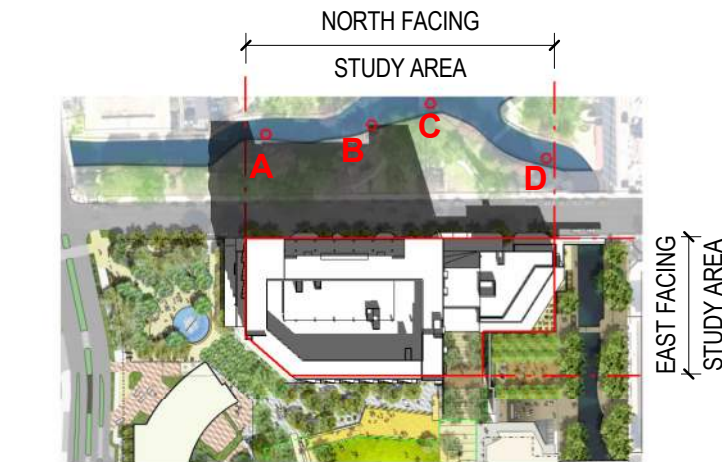 NORTH FACING
STUDY AREA
A
B
C
D
EAST FACING
STUDY AREA